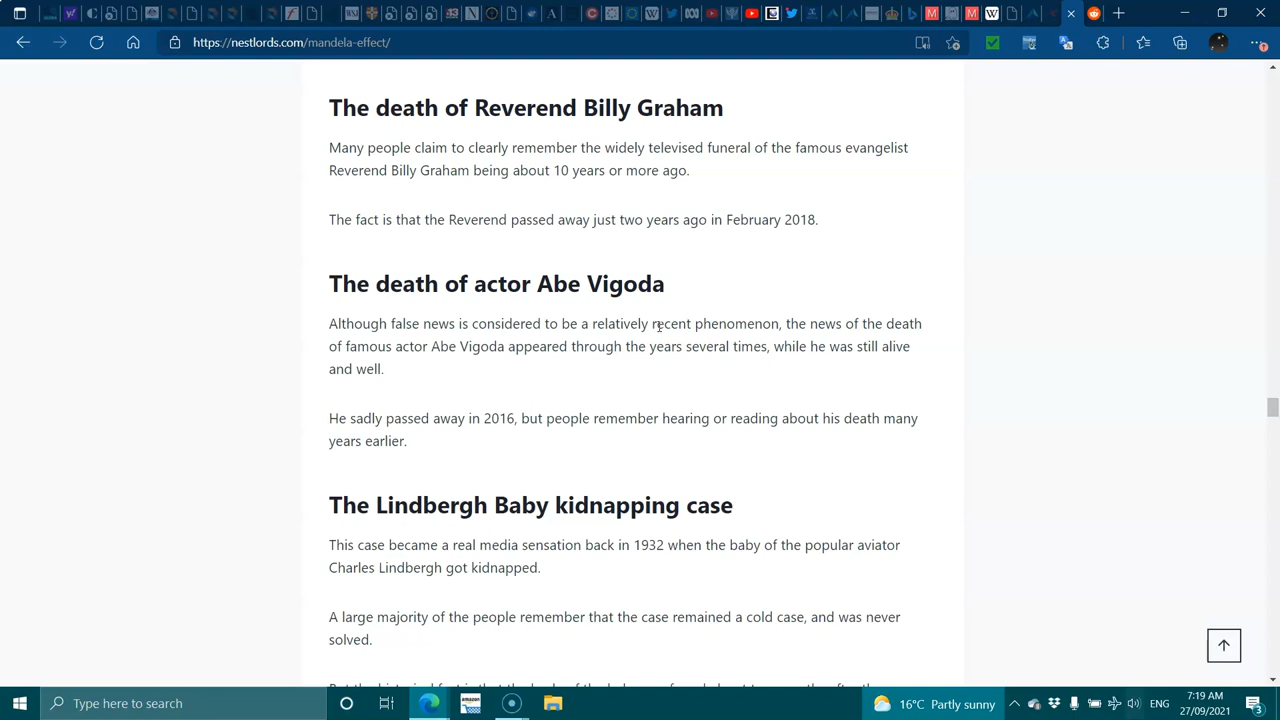 https://nestlords.com/mandela-effect/
The death of Reverend Billy Graham
Many people claim to clearly remember the widely televised funeral of the famous evangelist
Reverend Billy Graham being about 10 years or more ago.
The fact is that the Reverend passed away just two years ago in February 2018.
The death of actor Abe Vigoda
Although false news is considered to be a relatively recent phenomenon, the news of the death
of famous actor Abe Vigoda appeared through the years several times, while he was still alive
and well.
He sadly passed away in 2016, but people remember hearing or reading about his death many
years earlier.
The Lindbergh Baby kidnapping case
This case became a real media sensation back in 1932 when the baby of the popular aviator
Charles Lindbergh got kidnapped.
A large majority of the people remember that the case remained a cold case, and was never
solved.
Type here to search
amazon
16°C Partly sunny
ENG
7:19 AM
27/09/2021
3